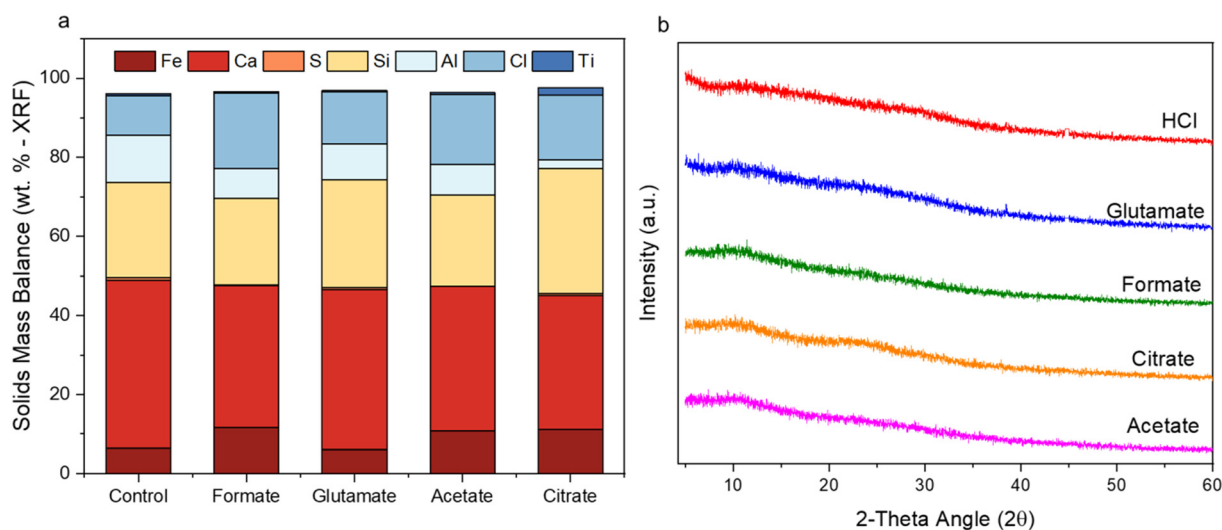 a
Fe Ca S Si Al Cl Ti
Solids Mass Balance (wt. % - XRF)
100
80
60
40
20
0
Control Formate Glutamate Acetate Citrate
b
Intensity (a.u.)
HCl
Glutamate
Formate
Citrate
Acetate
10 20 30 40 50 60
2-Theta Angle (2θ)